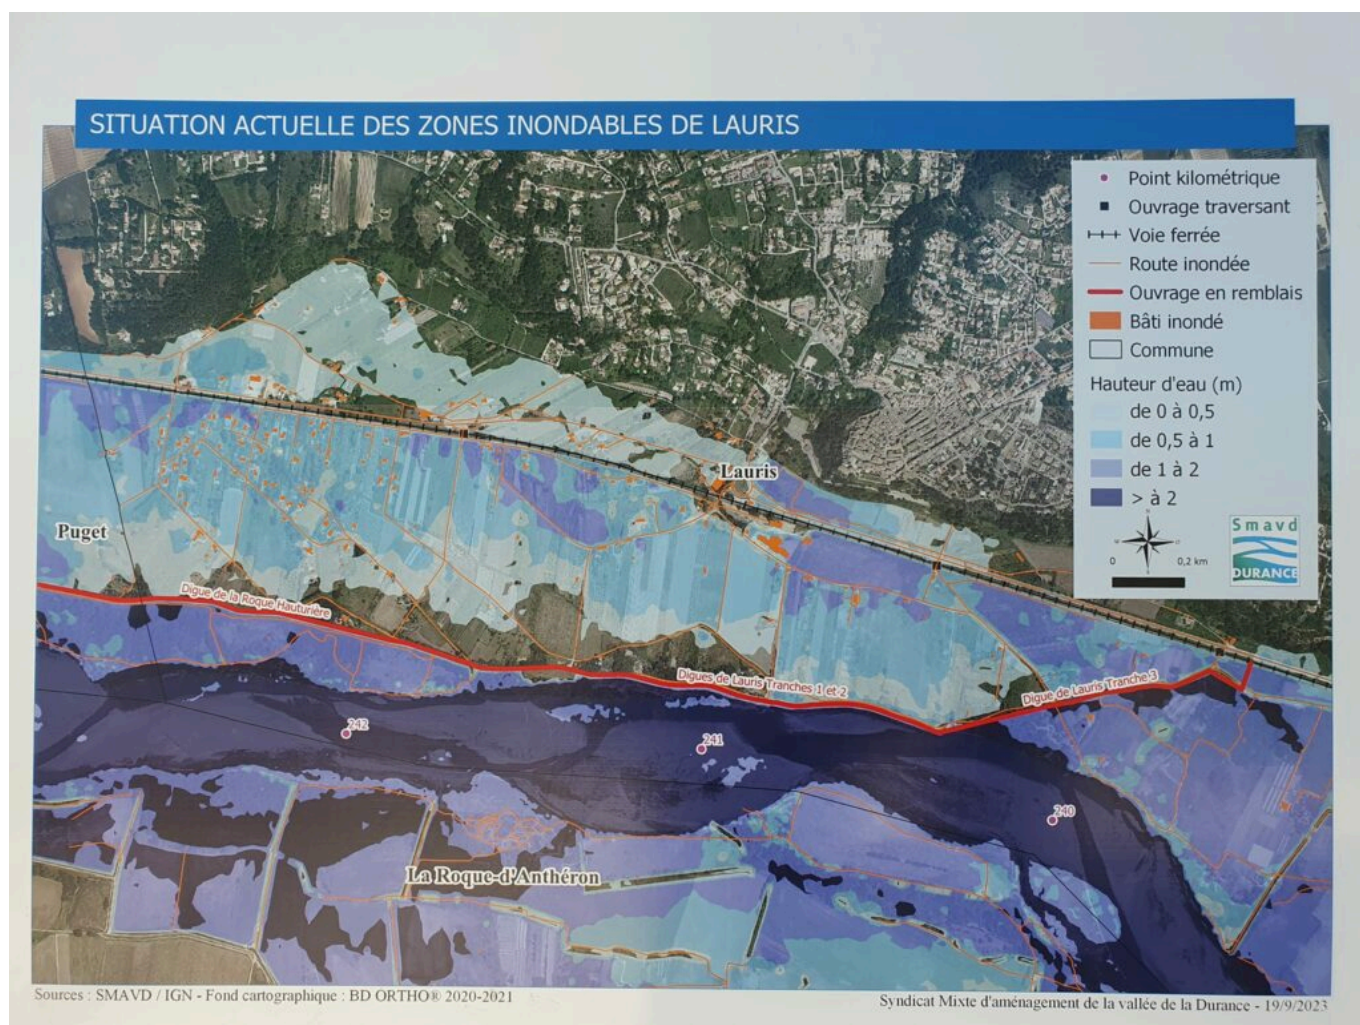 SITUATION ACTUELLE DES ZONES INONDABLES DE LAURIS
Point kilométrique
Ouvrage traversant
Voie ferrée
Route inondée
Ouvrage en remblais
Bâti inondé
Commune
Hauteur d'eau (m)
de 0 à 0,5
de 0,5 à 1
de 1 à 2
> à 2
0 0,2 km
Smavd
DURANCE
Lauris
Puget
Digue de la Roque Hauturière
Digues de Lauris Tranches 1 et 2
Digue de Lauris Tranche 3
242
241
240
La Roque-d'Anthéron
Sources : SMAVD / IGN - Fond cartographique : BD ORTHO® 2020-2021
Syndicat Mixte d'aménagement de la vallée de la Durance - 19/9/2023